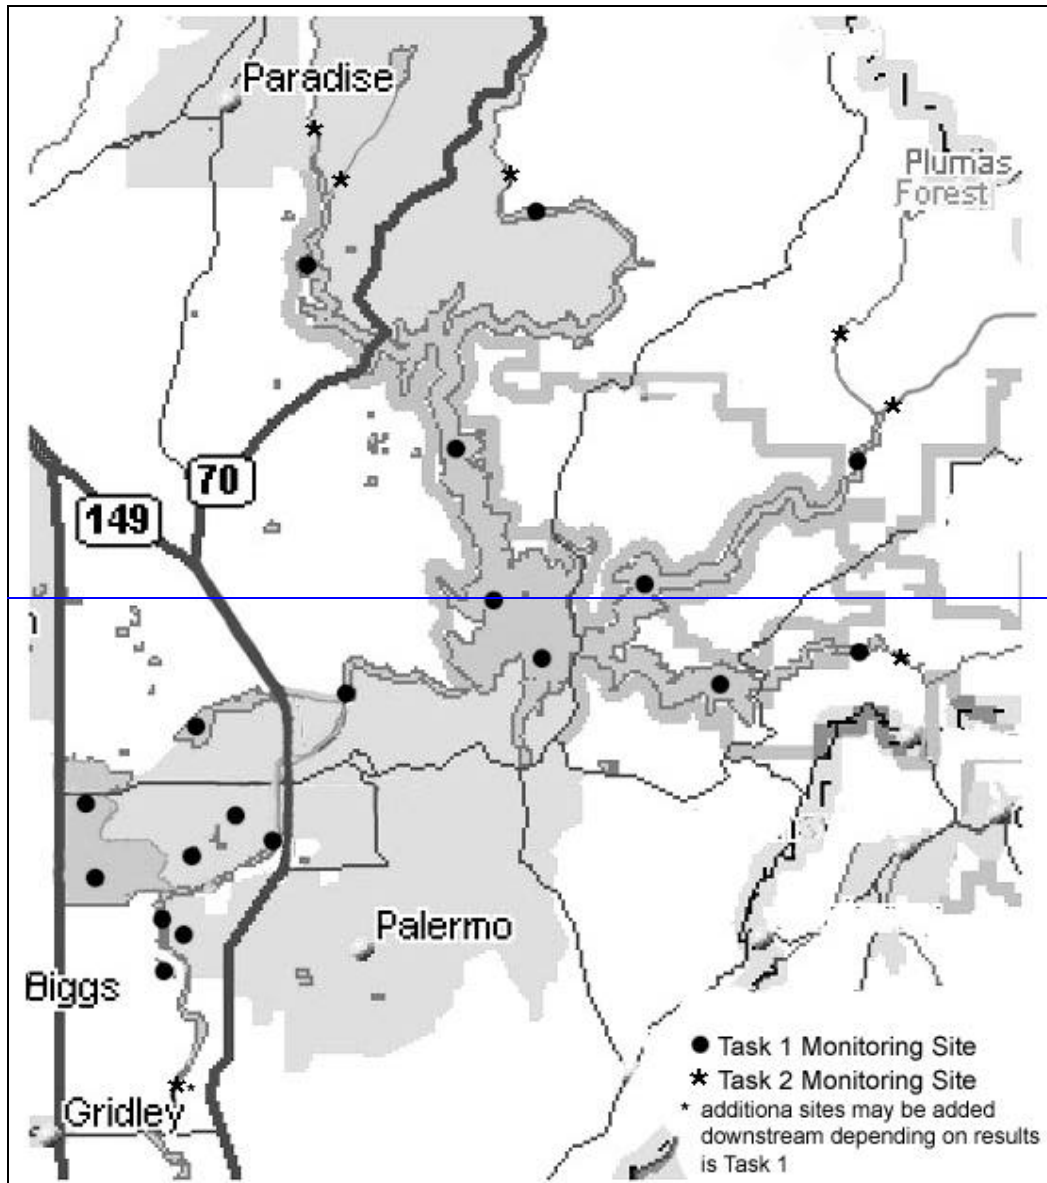 Paradise
Plumas
Forest
70
149
Palermo
Biggs
Gridley
Task 1 Monitoring Site
Task 2 Monitoring Site
* additiona sites may be added
downstream depending on results
is Task 1